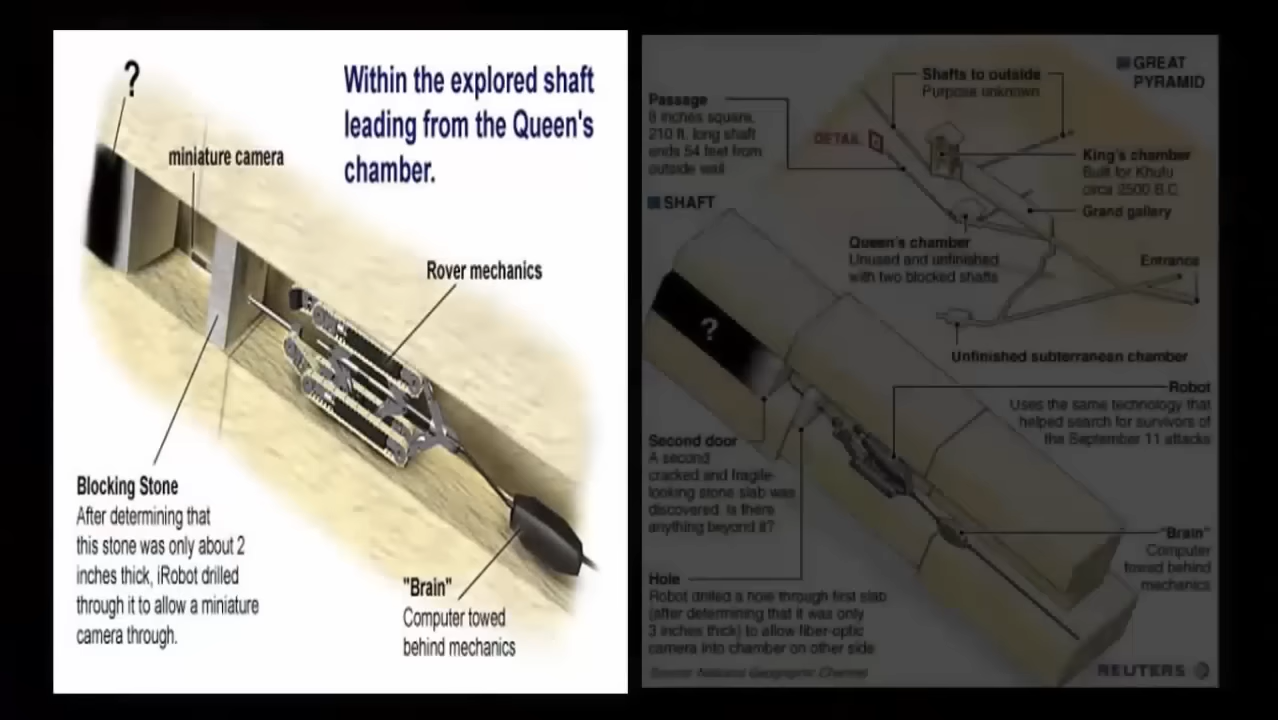 ?
miniature camera
Within the explored shaft
leading from the Queen's
chamber.
Rover mechanics
Blocking Stone
After determining that
this stone was only about 2
inches thick, iRobot drilled
through it to allow a miniature
camera through.
"Brain"
Computer towed
behind mechanics
GREAT
PYRAMID
Shafts to outside
Purpose unknown
Passage
8 inches square,
210 ft. long shaft
ends 54 feet from
outside wall
DETAIL
King's chamber
Built for Khufu
circa 2500 B.C.
Grand gallery
SHAFT
Queen's chamber
Unused and unfinished
with two blocked shafts
Entrance
?
Unfinished subterranean chamber
Robot
Uses the same technology that
helped search for survivors of
the September 11 attacks
Second door
A second
cracked and fragile-
looking stone slab was
discovered. Is there
anything beyond it?
"Brain"
Computer
towed behind
mechanics
Hole
Robot drilled a hole through first slab
(after determining that it was only
3 inches thick) to allow fiber-optic
camera into chamber on other side
Source: National Geographic Channel
REUTERS